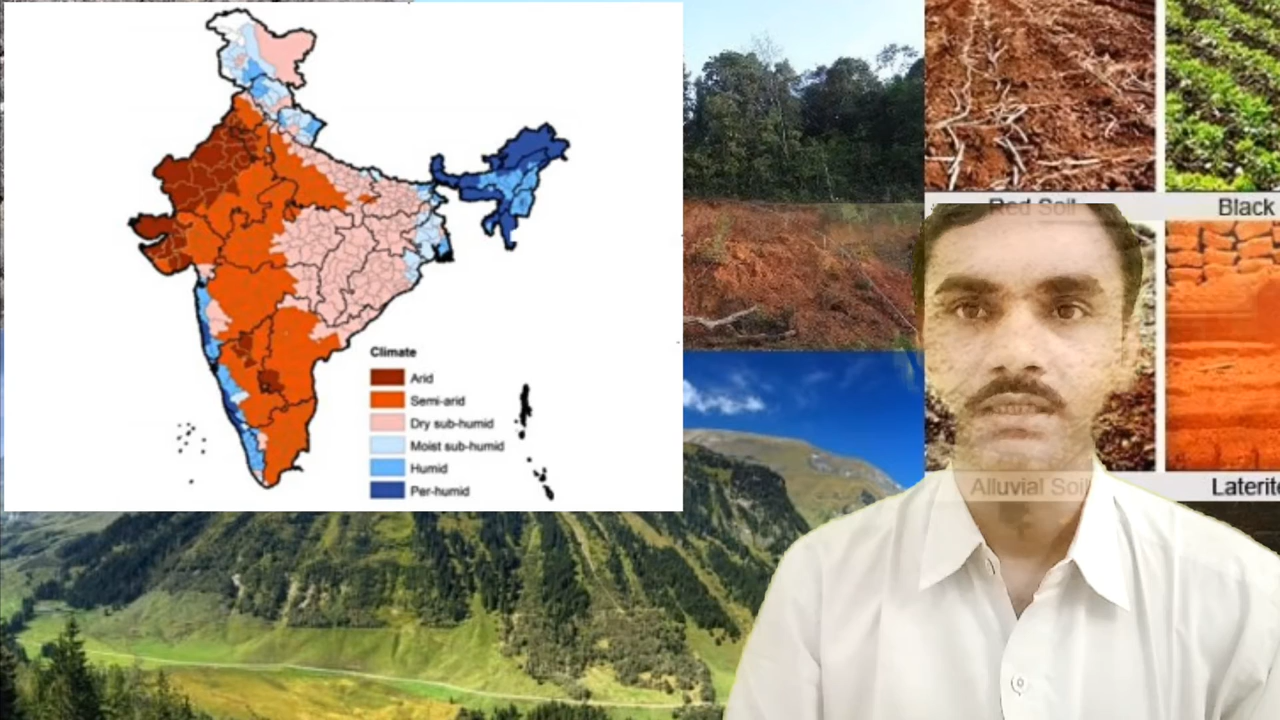 Climate
Arid
Semi-arid
Dry sub-humid
Moist sub-humid
Humid
Per-humid
Red Soil
Black
Alluvial Soil
Laterite